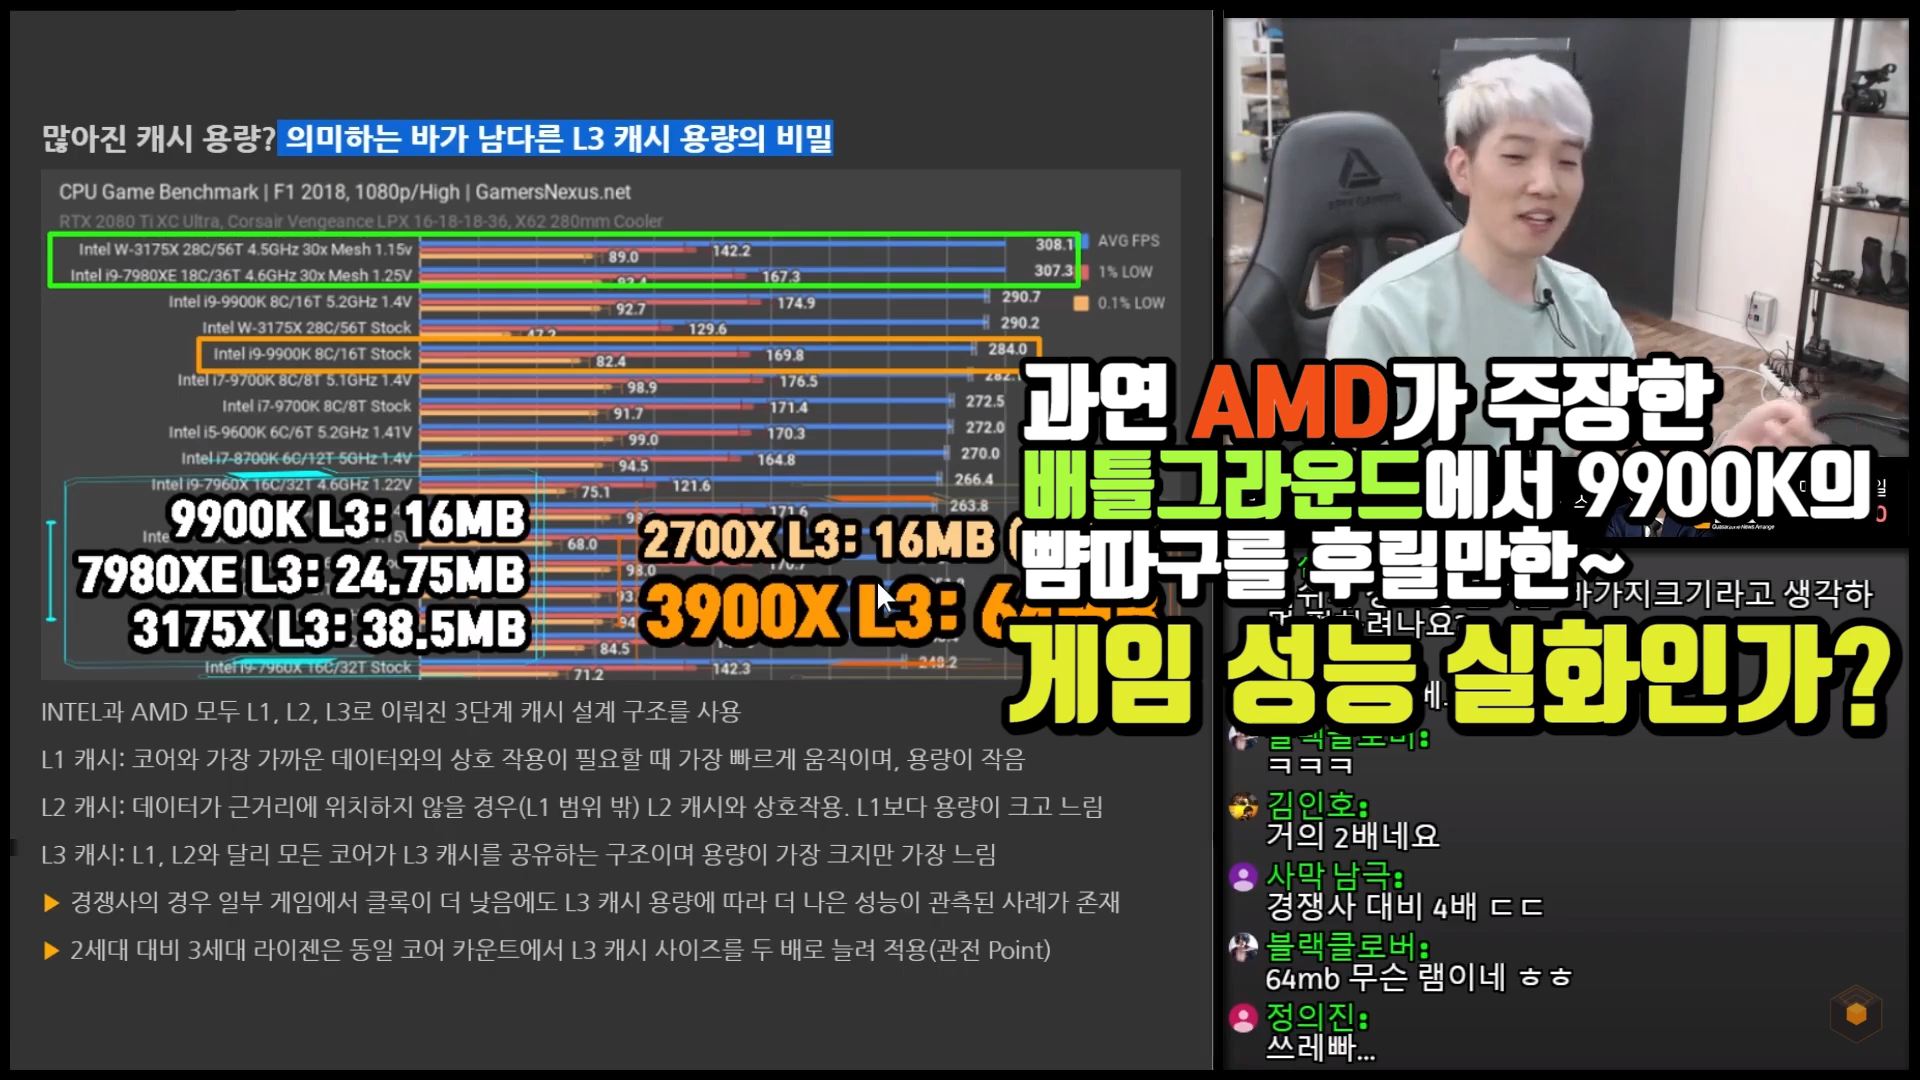 많아진 캐시 용량? 의미하는 바가 남다른 L3 캐시 용량의 비밀
CPU Game Benchmark | F1 2018, 1080p/High | GamersNexus.net
RTX 2080 Ti XC Ultra, Corsair Vengeance LPX 16-18-18-36, X62 280mm Cooler
AVG FPS
1% LOW
0.1% LOW
Intel W-3175X 28C/56T 4.5GHz 30x Mesh 1.15v 308.1 142.2 89.0
Intel i9-7980XE 18C/36T 4.6GHz 30x Mesh 1.25V 307.3 167.3
Intel i9-9900K 8C/16T 5.2GHz 1.4V 290.7 174.9 92.7
Intel W-3175X 28C/56T Stock 290.2 129.6 47.2
Intel i9-9900K 8C/16T Stock 284.0 169.8 82.4
Intel i7-9700K 8C/8T 5.1GHz 1.4V 176.5 98.9
Intel i7-9700K 8C/8T Stock 272.5 171.4 91.7
Intel i5-9600K 6C/6T 5.2GHz 1.41V 272.0 170.3 99.0
Intel i7-8700K 6C/12T 5GHz 1.4V 270.0 164.8 94.5
Intel i9-7960X 16C/32T 4.6GHz 1.22V 266.4 121.6 75.1
263.8 171.6
68.0
98.0
84.5
Intel i9-7960X 16C/32T Stock 248.2 142.3 71.2
9900K L3: 16MB
7980XE L3: 24.75MB
3175X L3: 38.5MB
2700X L3: 16MB
3900X L3:
과연 AMD가 주장한
배틀그라운드에서 9900K의
뺨따구를 후릴만한~
게임 성능 실화인가?
INTEL과 AMD 모두 L1, L2, L3로 이뤄진 3단계 캐시 설계 구조를 사용
L1 캐시: 코어와 가장 가까운 데이터와의 상호 작용이 필요할 때 가장 빠르게 움직이며, 용량이 작음
L2 캐시: 데이터가 근거리에 위치하지 않을 경우(L1 범위 밖) L2 캐시와 상호작용. L1보다 용량이 크고 느림
L3 캐시: L1, L2와 달리 모든 코어가 L3 캐시를 공유하는 구조이며 용량이 가장 크지만 가장 느림
▶ 경쟁사의 경우 일부 게임에서 클록이 더 낮음에도 L3 캐시 용량에 따라 더 나은 성능이 관측된 사례가 존재
▶ 2세대 대비 3세대 라이젠은 동일 코어 카운트에서 L3 캐시 사이즈를 두 배로 늘려 적용(관전 Point)
바가지크기라고 생각하
려나요?
블랙클로버:
ㅋㅋㅋ
김인호:
거의 2배네요
사막 남극:
경쟁사 대비 4배 ㄷㄷ
블랙클로버:
64mb 무슨 램이네 ㅎㅎ
정의진:
쓰레빠...